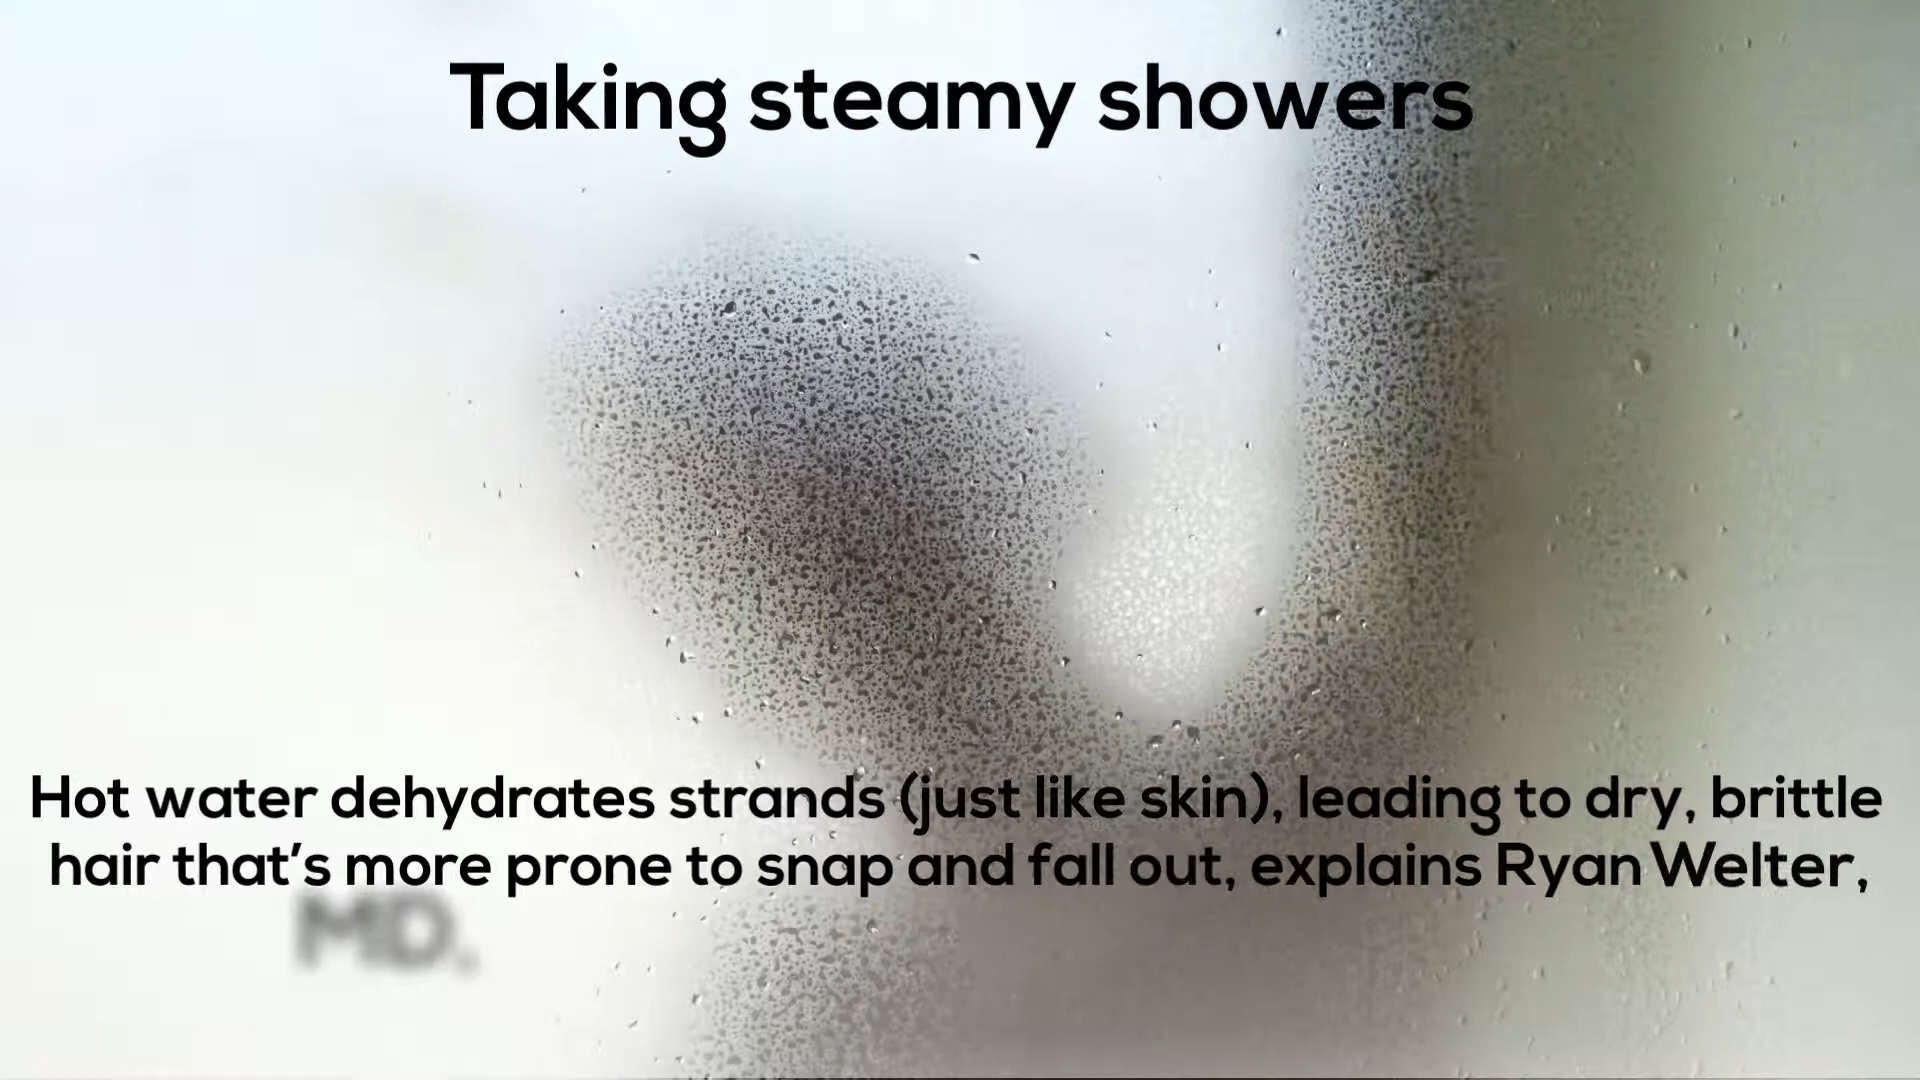 Taking steamy showers
Hot water dehydrates strands (just like skin), leading to dry, brittle
hair that's more prone to snap and fall out, explains Ryan Welter,
MD.